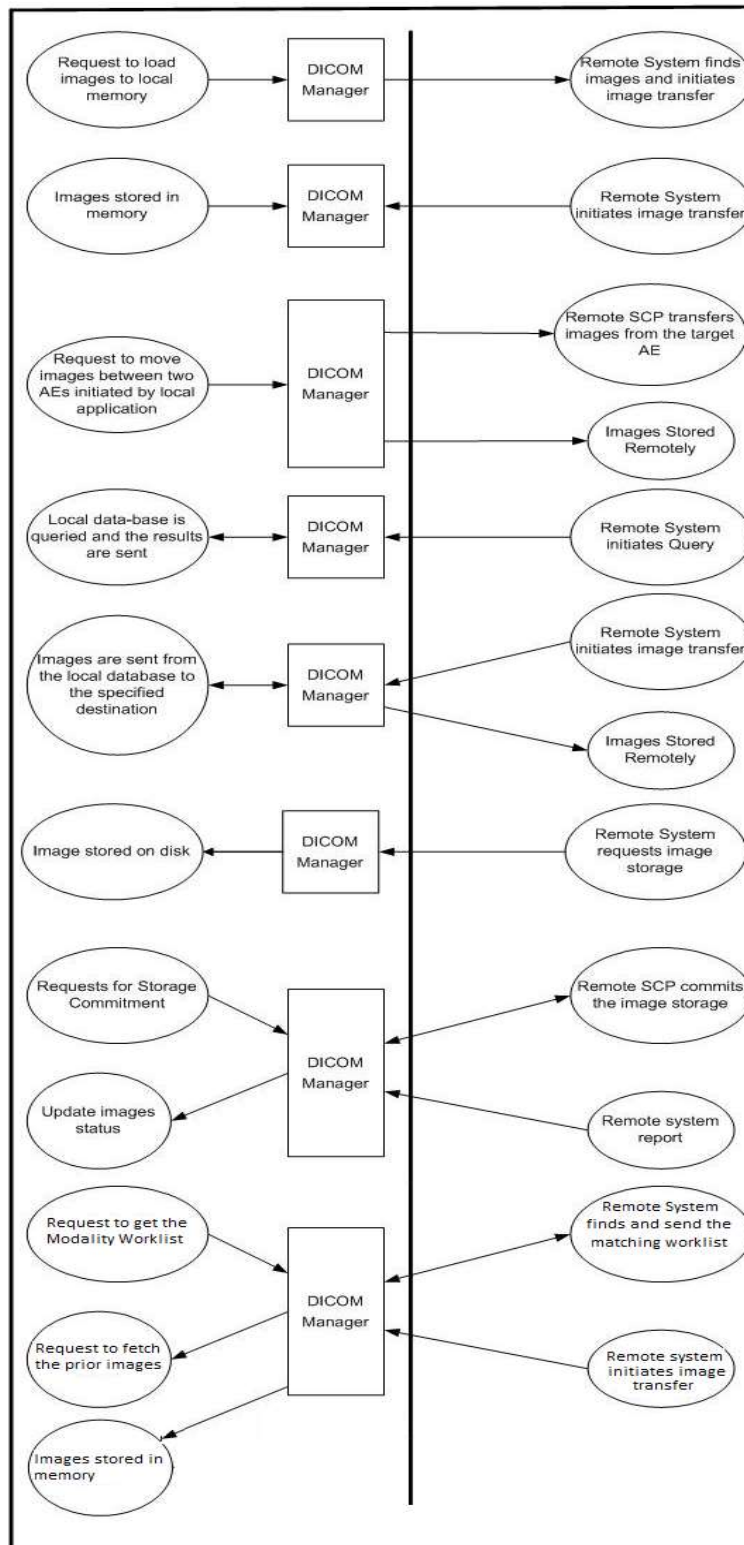 Request to load
images to local
memory
DICOM
Manager
Remote System finds
images and initiates
image transfer
Images stored in
memory
DICOM
Manager
Remote System
initiates image transfer
Request to move
images between two
AEs initiated by local
application
DICOM
Manager
Remote SCP transfers
images from the target
AE
Images Stored
Remotely
Local data-base is
queried and the results
are sent
DICOM
Manager
Remote System
initiates Query
Images are sent from
the local database to
the specified
destination
DICOM
Manager
Remote System
initiates image transfer
Images Stored
Remotely
Image stored on disk
DICOM
Manager
Remote System
requests image
storage
Requests for Storage
Commitment
Update images
status
DICOM
Manager
Remote SCP commits
the image storage
Remote system
report
Request to get the
Modality Worklist
Request to fetch
the prior images
Images stored in
memory
DICOM
Manager
Remote System
finds and send the
matching worklist
Remote system
initiates image
transfer